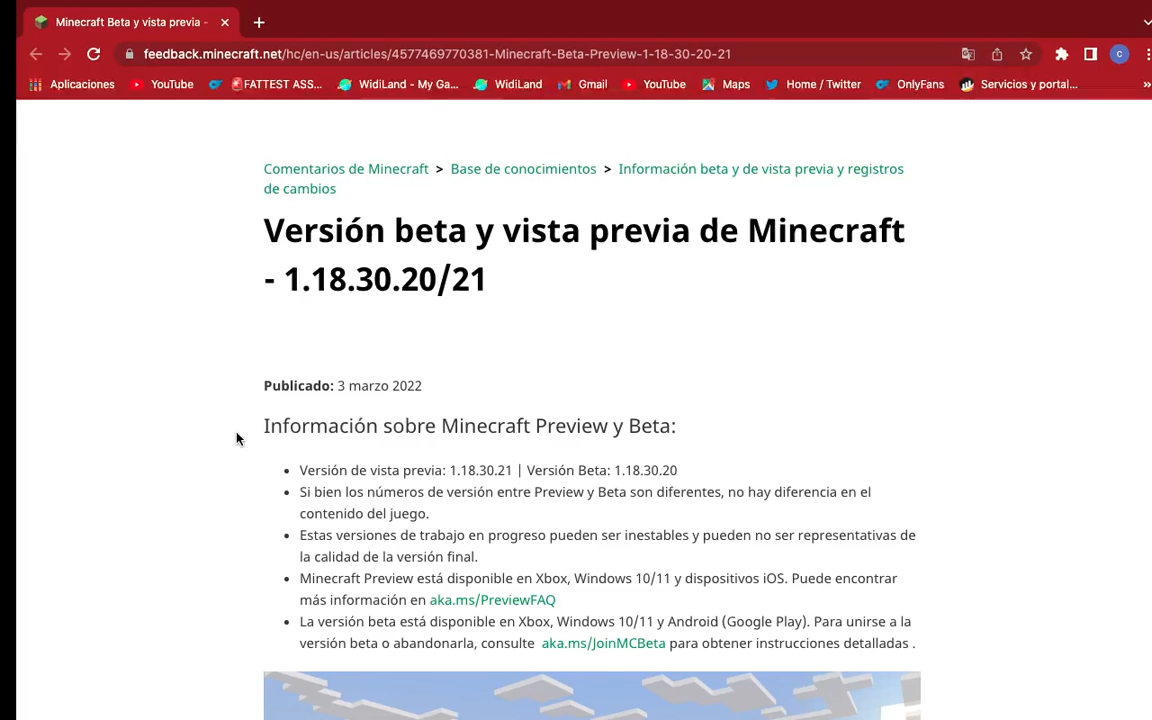 Minecraft Beta y vista previa -
feedback.minecraft.net/hc/en-us/articles/4577469770381-Minecraft-Beta-Preview-1-18-30-20-21
C
Aplicaciones YouTube FATTEST ASS... WidiLand - My Ga... WidiLand Gmail YouTube Maps Home / Twitter OnlyFans Servicios y portal... »
Comentarios de Minecraft > Base de conocimientos > Información beta y de vista previa y registros
de cambios
Versión beta y vista previa de Minecraft
- 1.18.30.20/21
Publicado: 3 marzo 2022
Información sobre Minecraft Preview y Beta:
• Versión de vista previa: 1.18.30.21 | Versión Beta: 1.18.30.20
• Si bien los números de versión entre Preview y Beta son diferentes, no hay diferencia en el
contenido del juego.
• Estas versiones de trabajo en progreso pueden ser inestables y pueden no ser representativas de
la calidad de la versión final.
• Minecraft Preview está disponible en Xbox, Windows 10/11 y dispositivos iOS. Puede encontrar
más información en aka.ms/PreviewFAQ
• La versión beta está disponible en Xbox, Windows 10/11 y Android (Google Play). Para unirse a la
versión beta o abandonarla, consulte aka.ms/JoinMCBeta para obtener instrucciones detalladas .